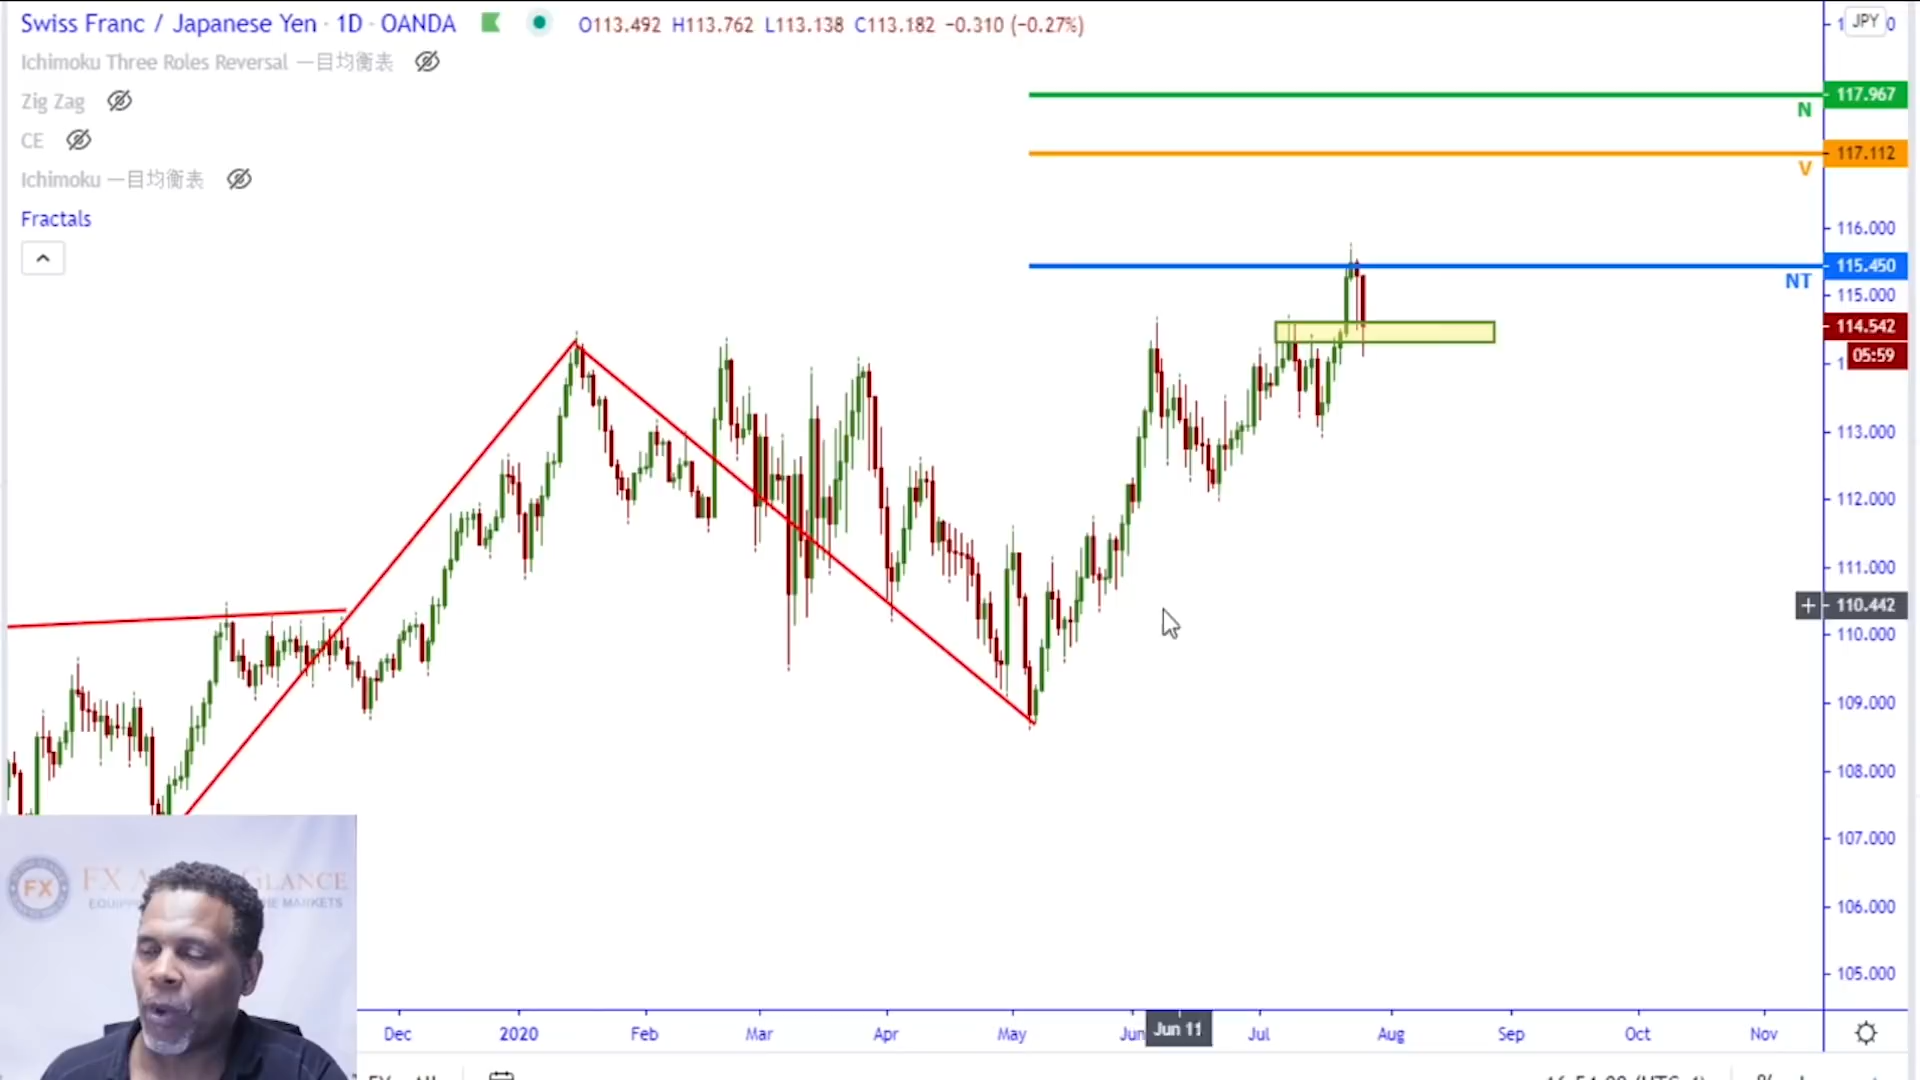 Swiss Franc / Japanese Yen · 1D · OANDA O113.492 H113.762 L113.138 C113.182 −0.310 (−0.27%)
JPY
Ichimoku Three Roles Reversal 一目均衡表
Zig Zag
CE
Ichimoku 一目均衡表
Fractals
117.967
N
117.112
V
116.000
115.450
NT
115.000
114.542
05:59
113.000
112.000
111.000
+ 110.442
110.000
109.000
108.000
107.000
106.000
105.000
FX
FX A GLANCE
MARKETS
Dec 2020 Feb Mar Apr May Jun Jun 11 Jul Aug Sep Oct Nov